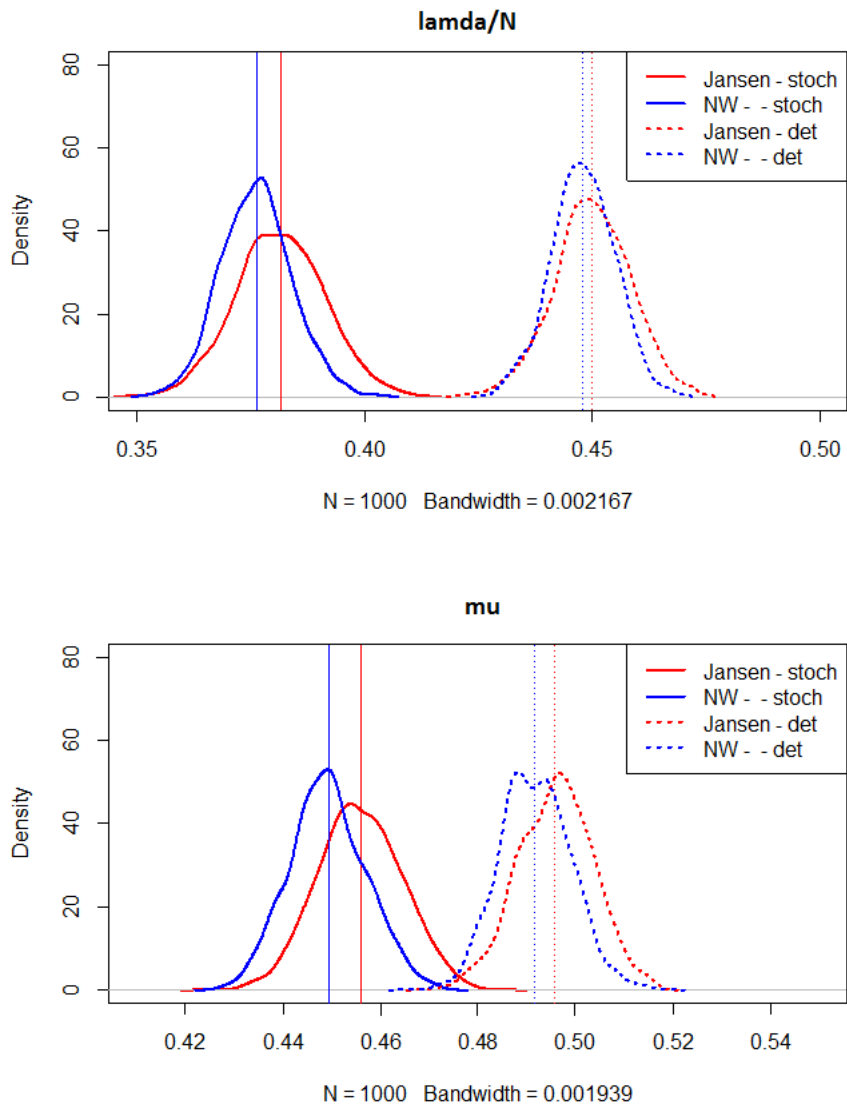 lamda/N
80
60
40
20
0
Density
Jansen - stoch
NW - - stoch
Jansen - det
NW - - det
0.35 0.40 0.45 0.50
N = 1000 Bandwidth = 0.002167
mu
80
60
40
20
0
Density
Jansen - stoch
NW - - stoch
Jansen - det
NW - - det
0.42 0.44 0.46 0.48 0.50 0.52 0.54
N = 1000 Bandwidth = 0.001939